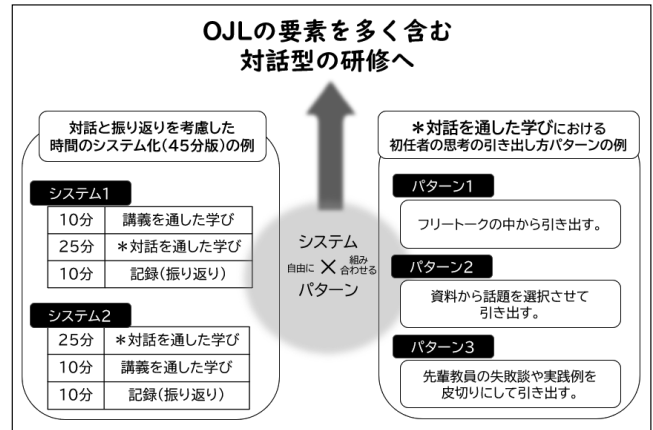 OJLの要素を多く含む
対話型の研修へ
対話と振り返りを考慮した
時間のシステム化(45分版)の例
システム1
10分 講義を通した学び
25分 *対話を通した学び
10分 記録(振り返り)
システム2
25分 *対話を通した学び
10分 講義を通した学び
10分 記録(振り返り)
システム
自由に × 組み
合わせる
パターン
*対話を通した学びにおける
初任者の思考の引き出し方パターンの例
パターン1
フリートークの中から引き出す。
パターン2
資料から話題を選択させて
引き出す。
パターン3
先輩教員の失敗談や実践例を
皮切りにして引き出す。